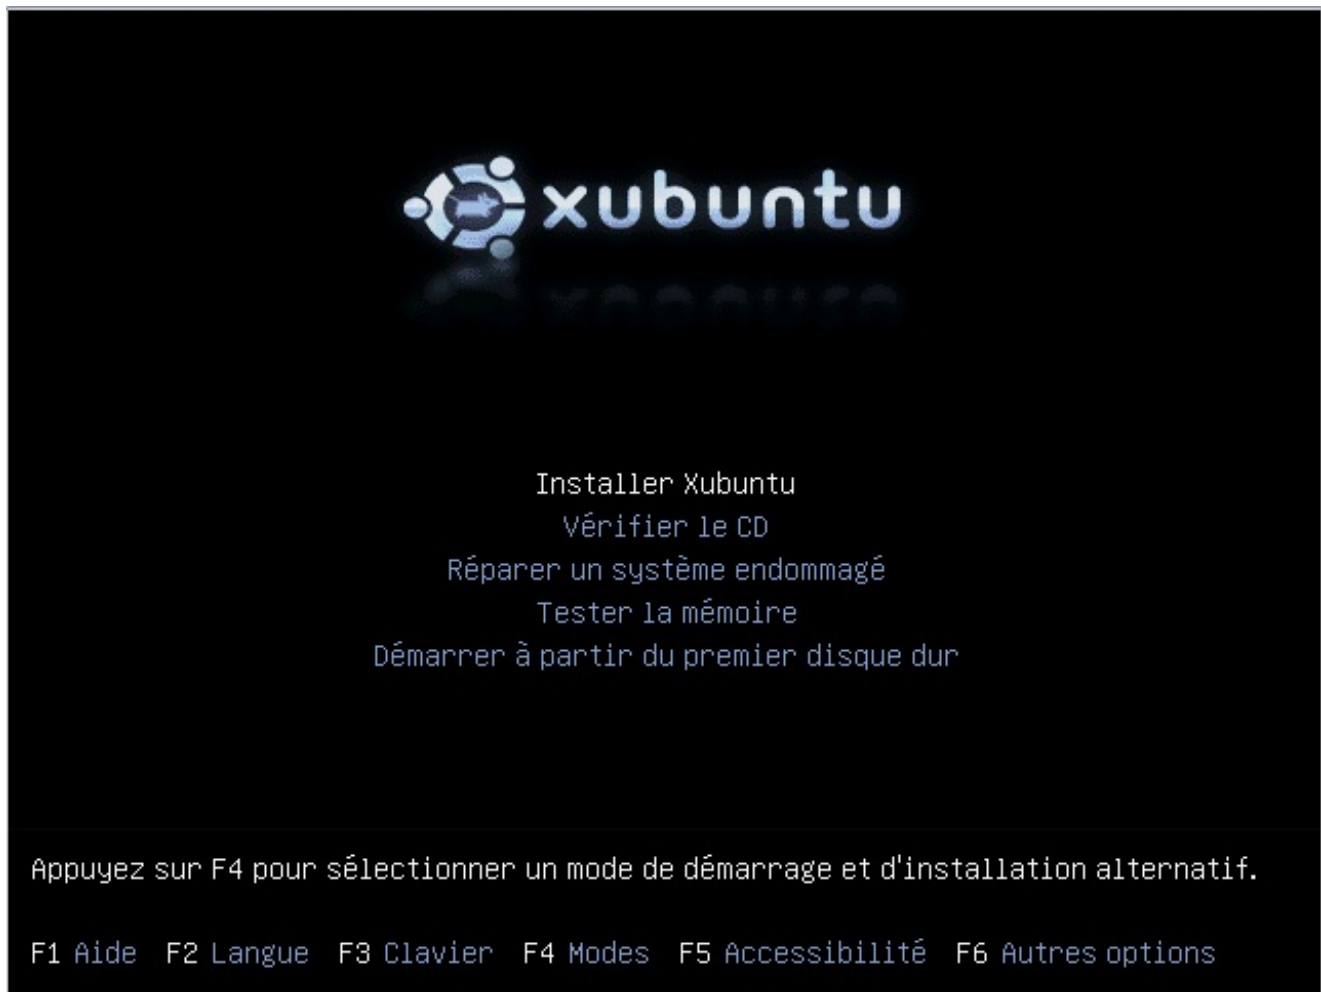 xubuntu
Installer Xubuntu
Vérifier le CD
Réparer un système endommagé
Tester la mémoire
Démarrer à partir du premier disque dur
Appuyez sur F4 pour sélectionner un mode de démarrage et d'installation alternatif.
F1 Aide F2 Langue F3 Clavier F4 Modes F5 Accessibilité F6 Autres options